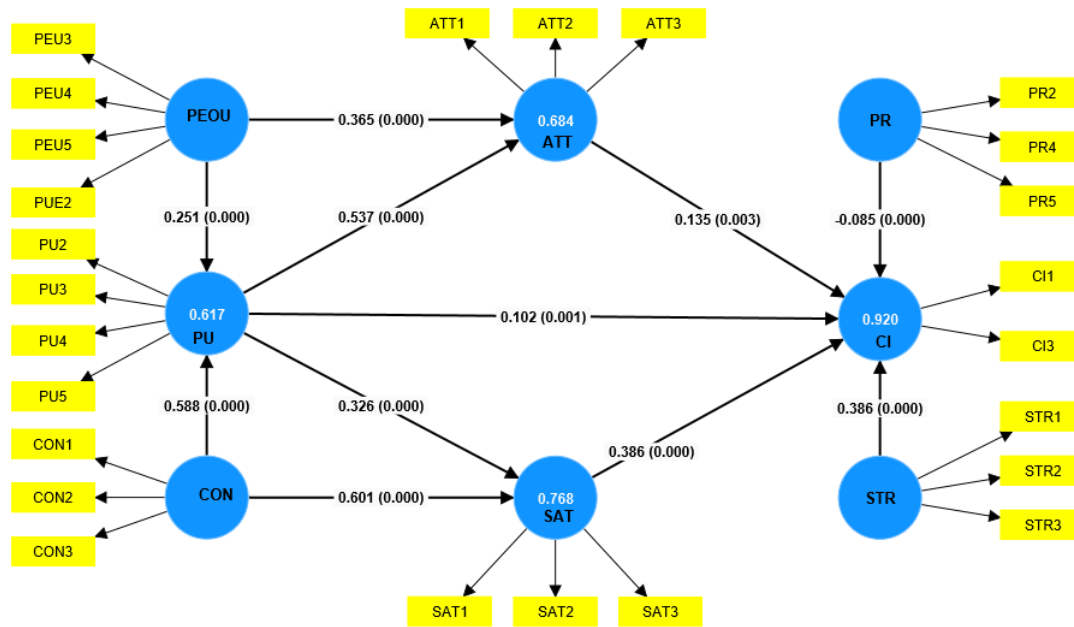 ATT1
ATT2
ATT3
PEU3
PEU4
PEU5
PUE2
PEOU
0.365 (0.000)
0.684
ATT
PR
PR2
PR4
PR5
0.251 (0.000)
0.537 (0.000)
0.135 (0.003)
-0.085 (0.000)
PU2
PU3
PU4
PU5
0.617
PU
0.102 (0.001)
0.920
CI
CI1
CI3
0.588 (0.000)
0.326 (0.000)
0.386 (0.000)
0.386 (0.000)
CON1
CON2
CON3
CON
0.601 (0.000)
0.768
SAT
STR
STR1
STR2
STR3
SAT1
SAT2
SAT3